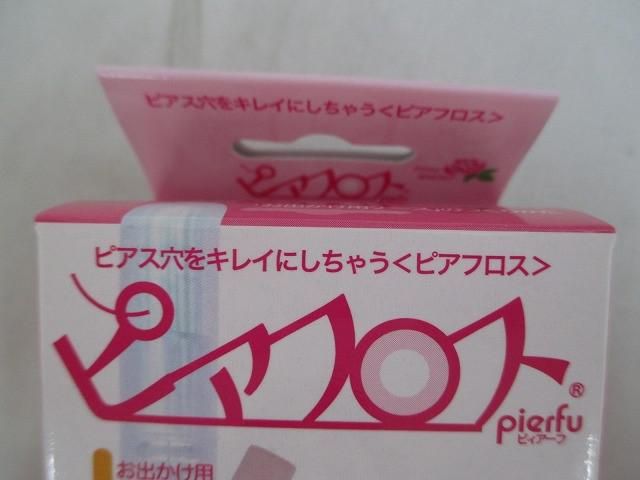 ピアス穴をキレイにしちゃう<ピアフロス>
ピアフロス
ピアス穴をキレイにしちゃう<ピアフロス>
ピアフロス®
pierfu
ピィアーフ
お出かけ用